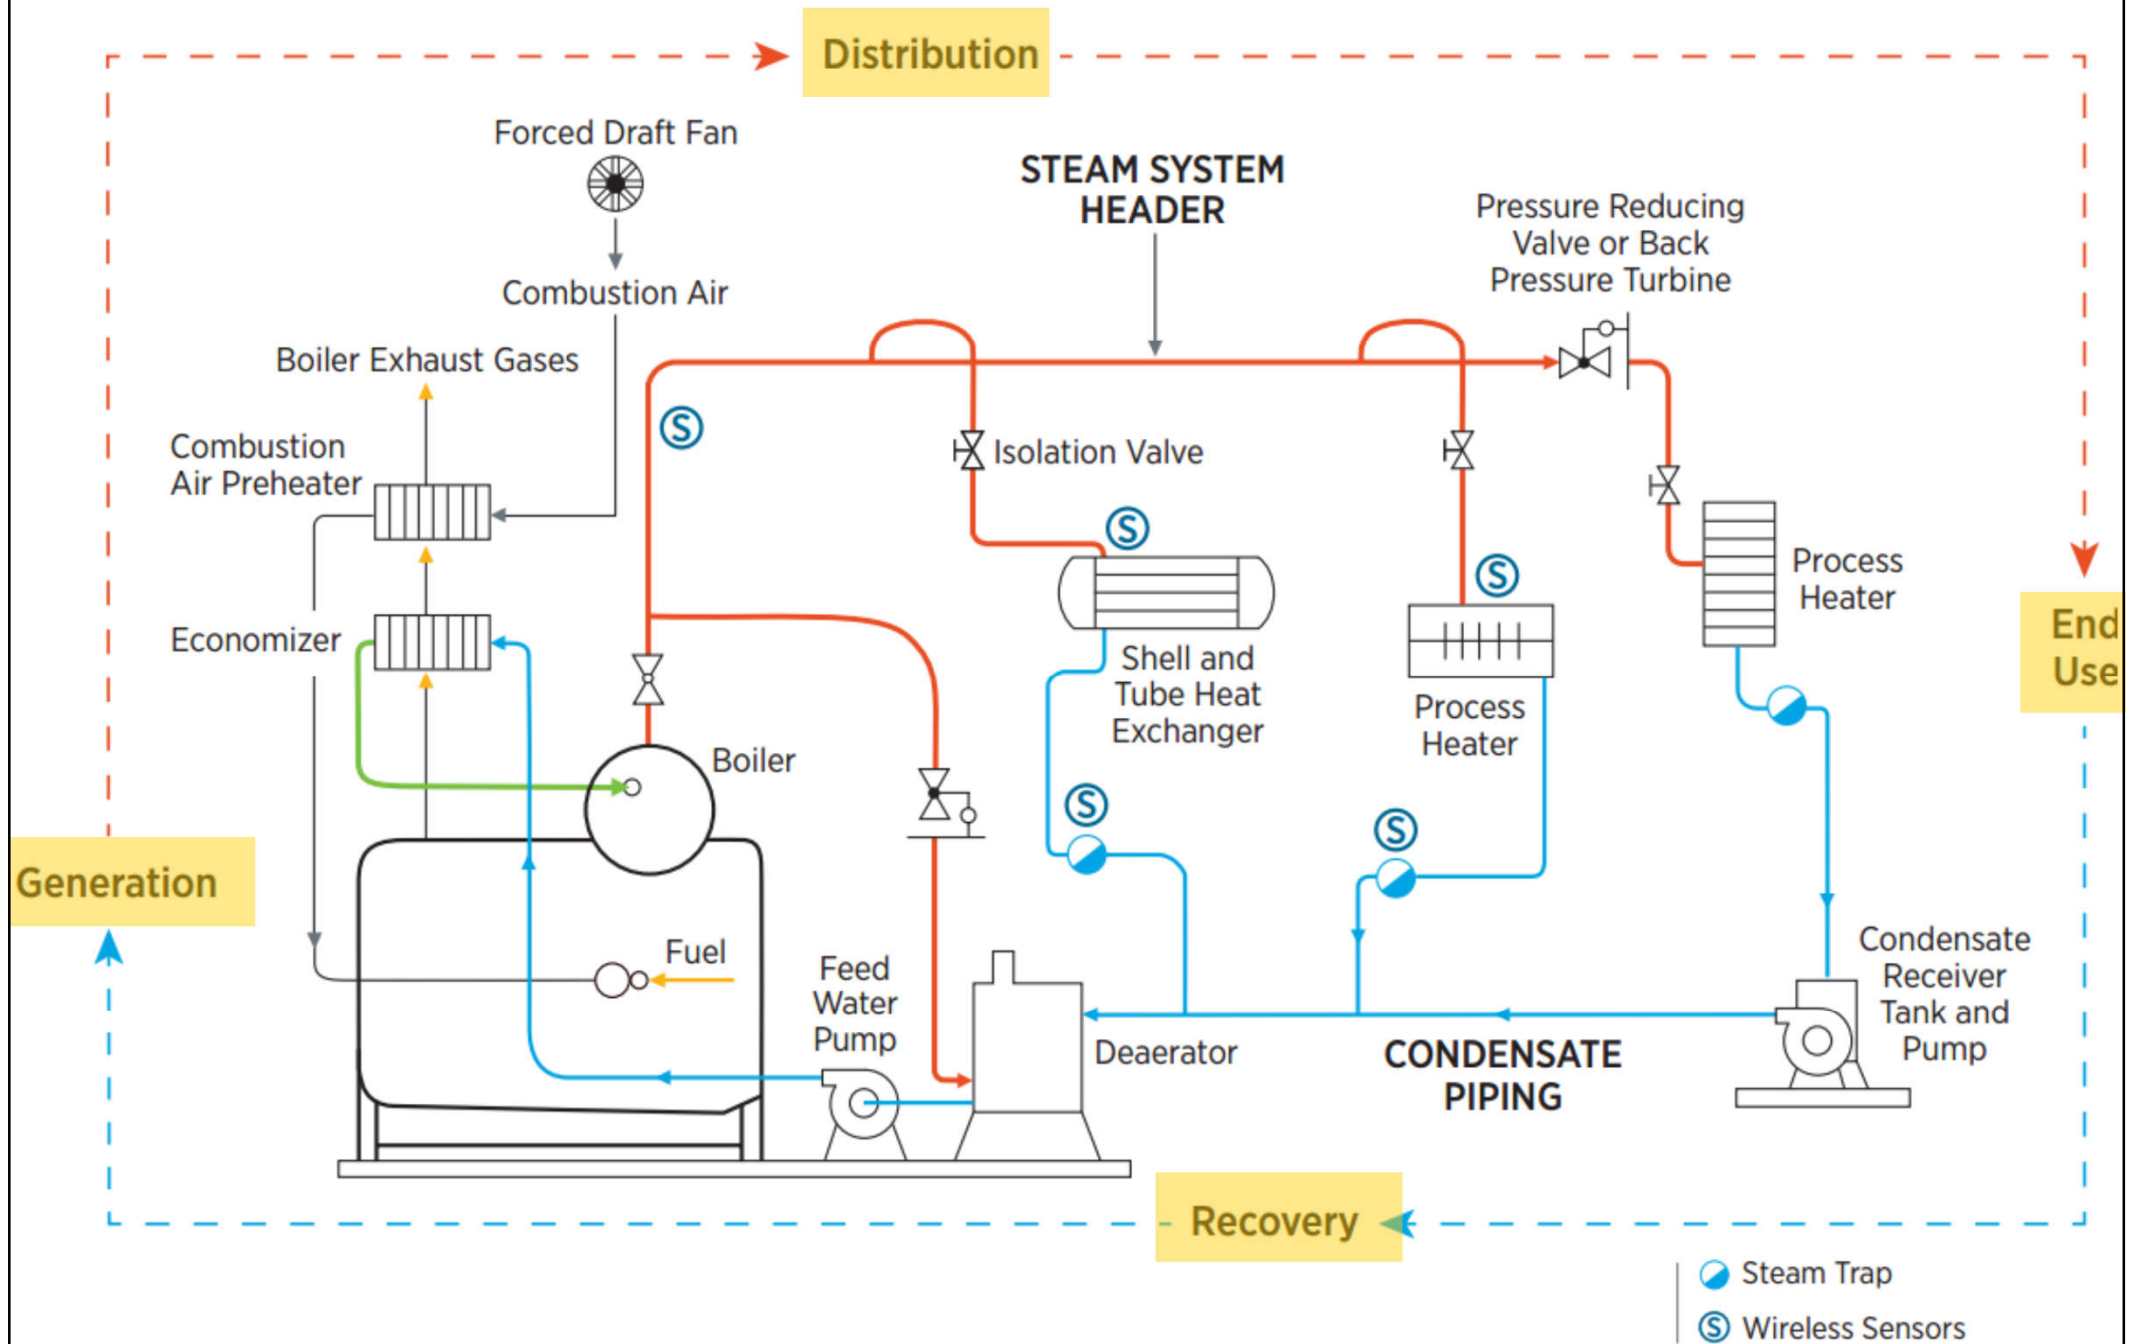 Distribution
Forced Draft Fan
STEAM SYSTEM
HEADER
Pressure Reducing
Valve or Back
Pressure Turbine
Combustion Air
Boiler Exhaust Gases
Combustion
Air Preheater
S
Isolation Valve
S
S
Process
Heater
End
Use
Economizer
Shell and
Tube Heat
Exchanger
Process
Heater
Boiler
S
S
Generation
Fuel
Feed
Water
Pump
Condensate
Receiver
Tank and
Pump
Deaerator
CONDENSATE
PIPING
Recovery
Steam Trap
S Wireless Sensors